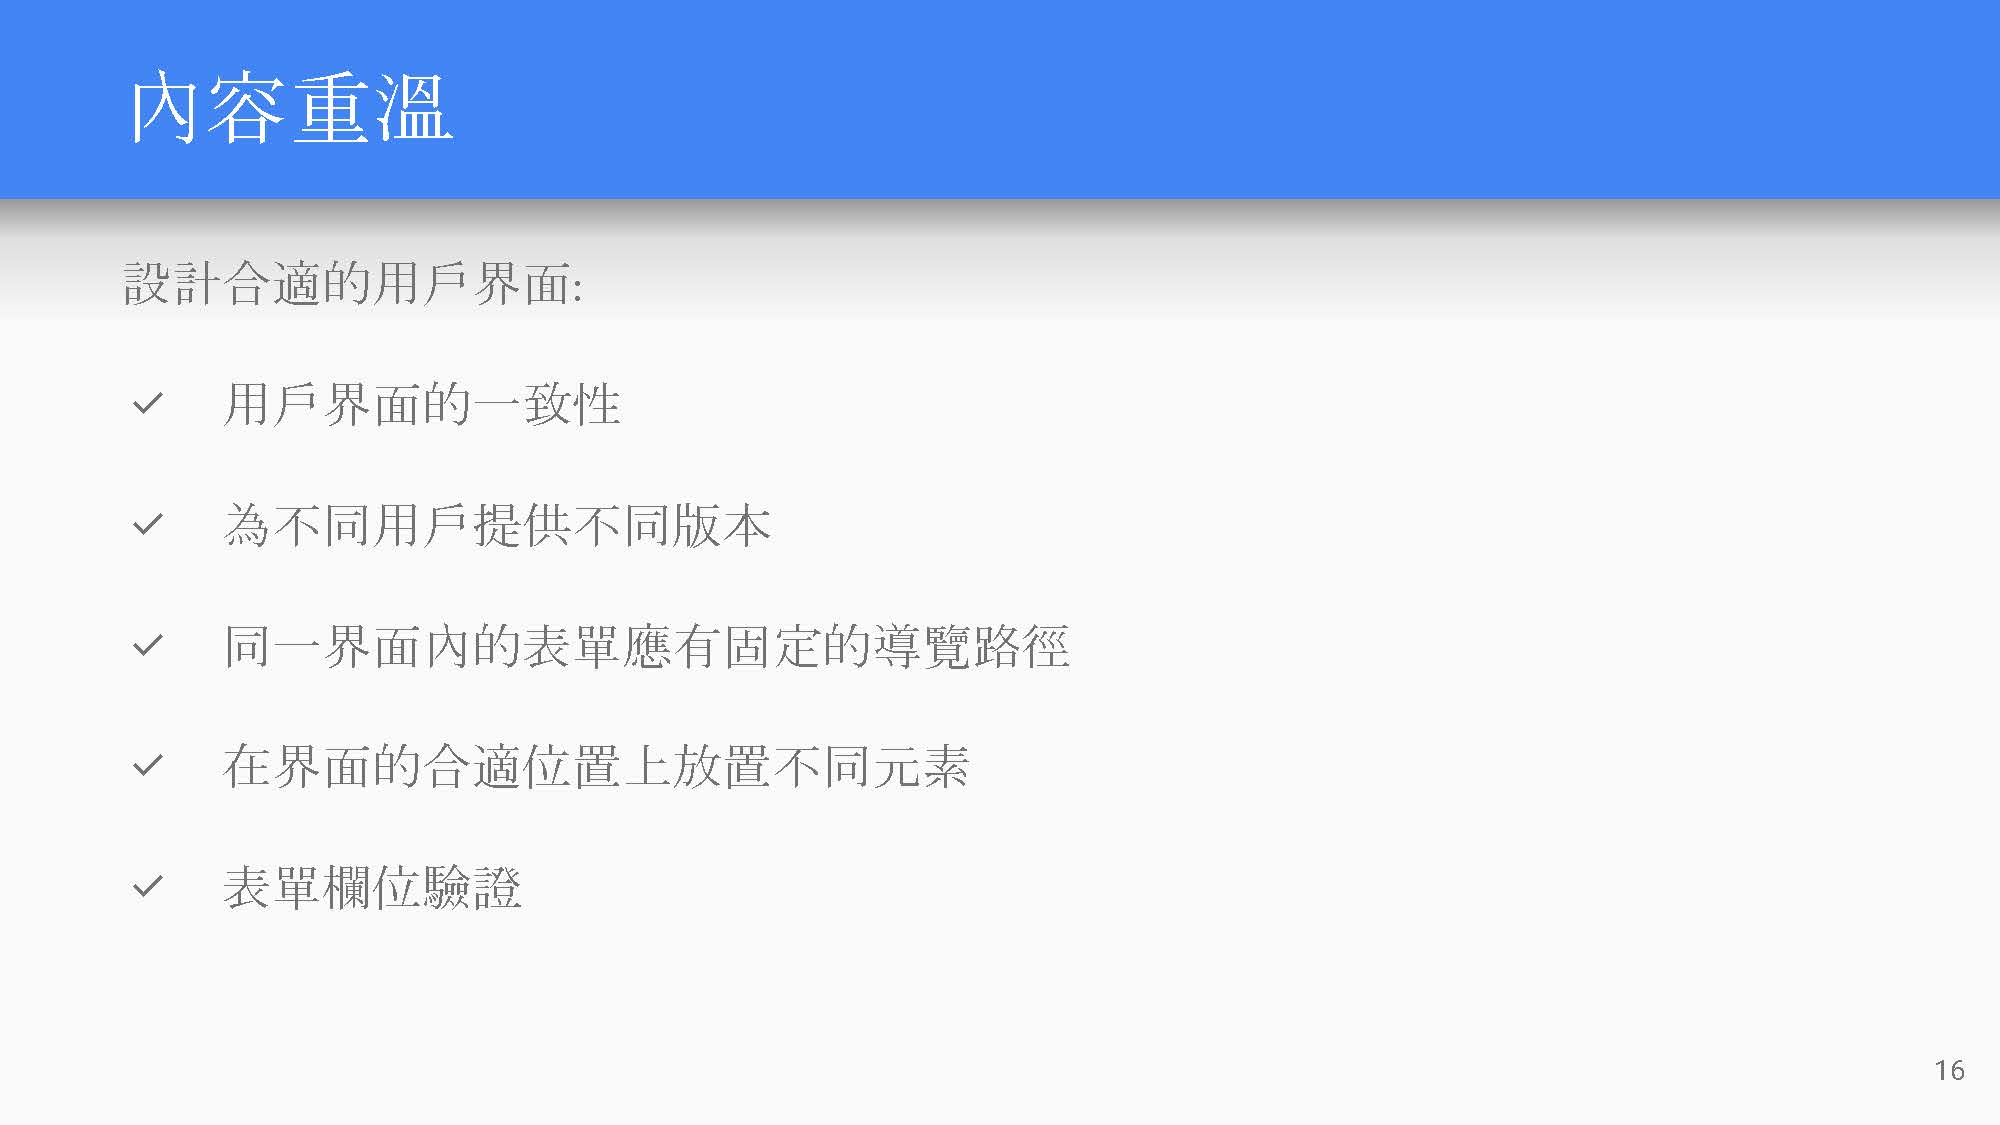 內容重溫
設計合適的用戶界面:
✓ 用戶界面的一致性
✓ 為不同用戶提供不同版本
✓ 同一界面內的表單應有固定的導覽路徑
✓ 在界面的合適位置上放置不同元素
✓ 表單欄位驗證
16